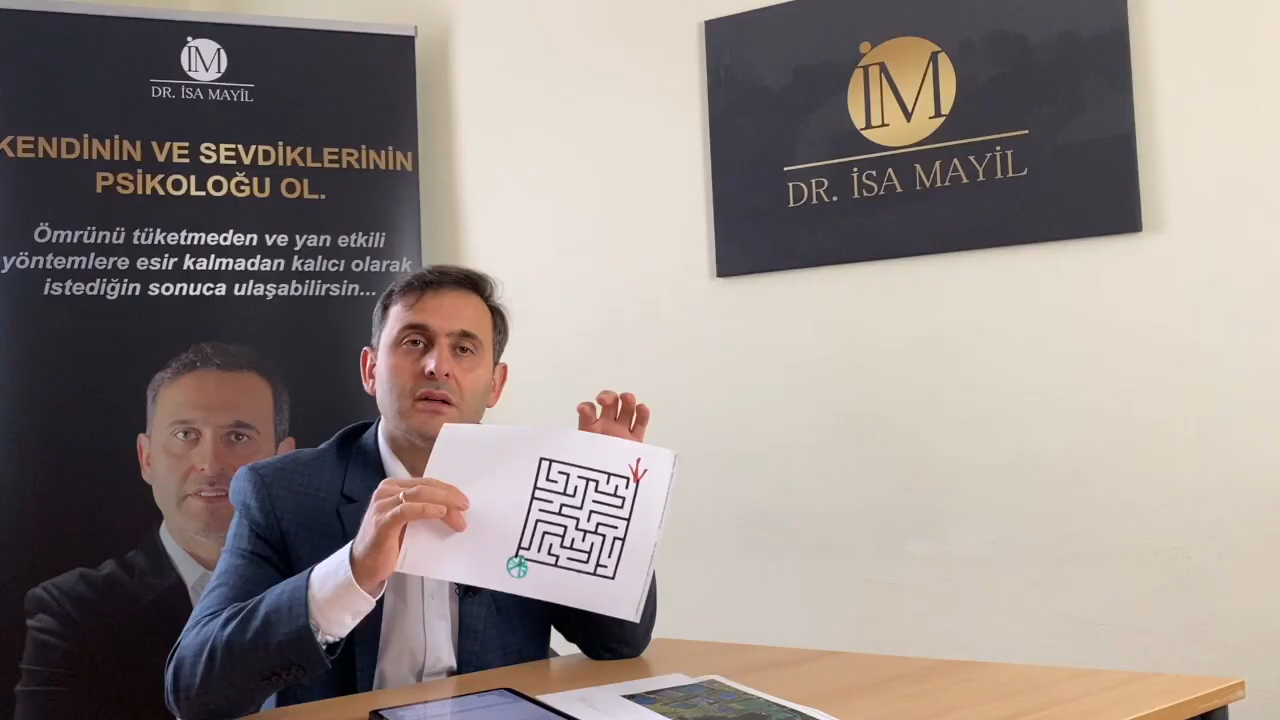 İM
DR. İSA MAYİL
KENDİNİN VE SEVDİKLERİNİN
PSİKOLOĞU OL.
Ömrünü tüketmeden ve yan etkili
yöntemlere esir kalmadan kalıcı olarak
istediğin sonuca ulaşabilirsin...
İM
DR. İSA MAYİL